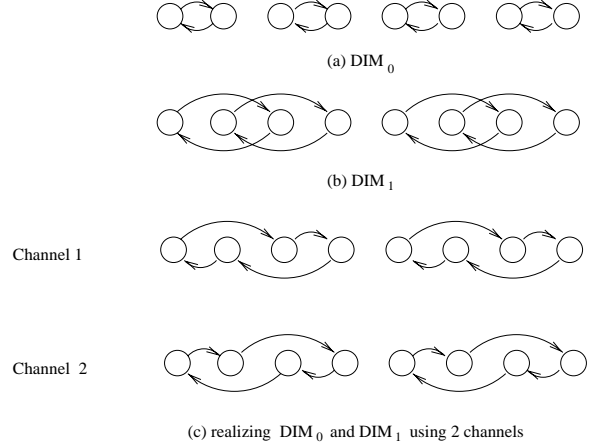 (a) DIM 0
(b) DIM 1
Channel 1
Channel 2
(c) realizing DIM 0 and DIM 1 using 2 channels